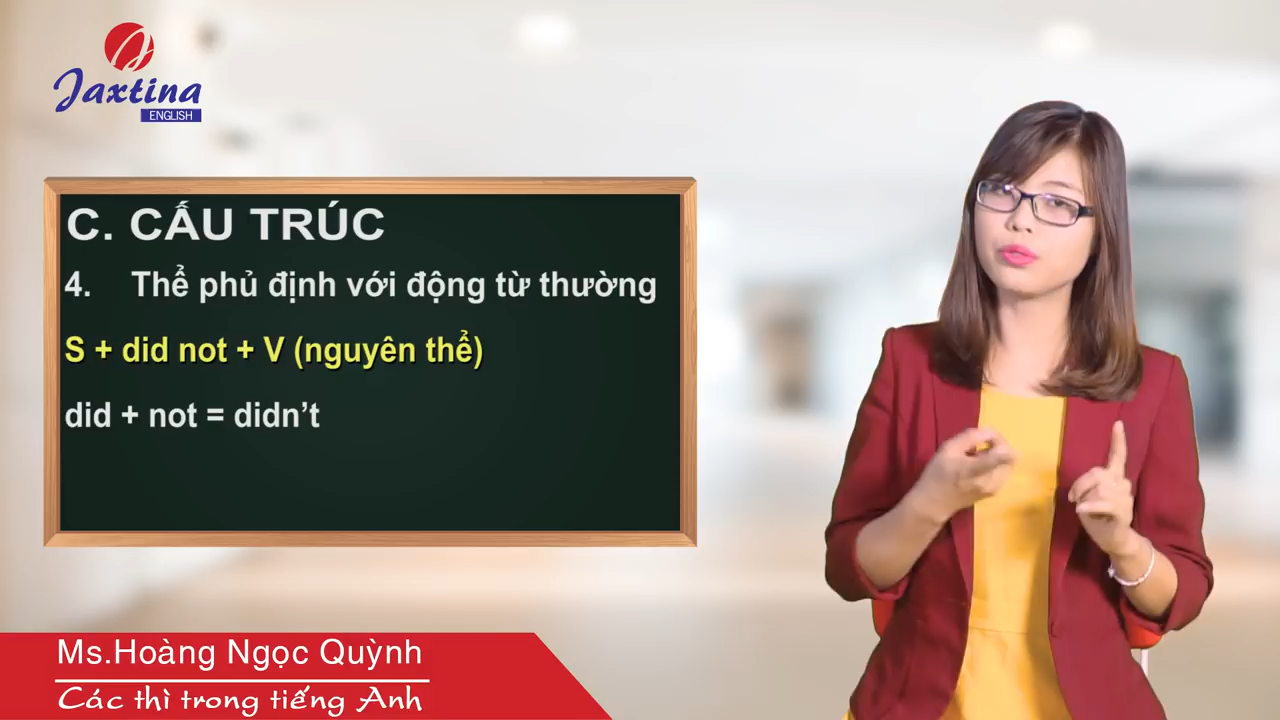 Jaxtina
ENGLISH
C. CẤU TRÚC
4. Thể phủ định với động từ thường
S + did not + V (nguyên thể)
did + not = didn't
Ms.Hoàng Ngọc Quỳnh
Các thì trong tiếng Anh